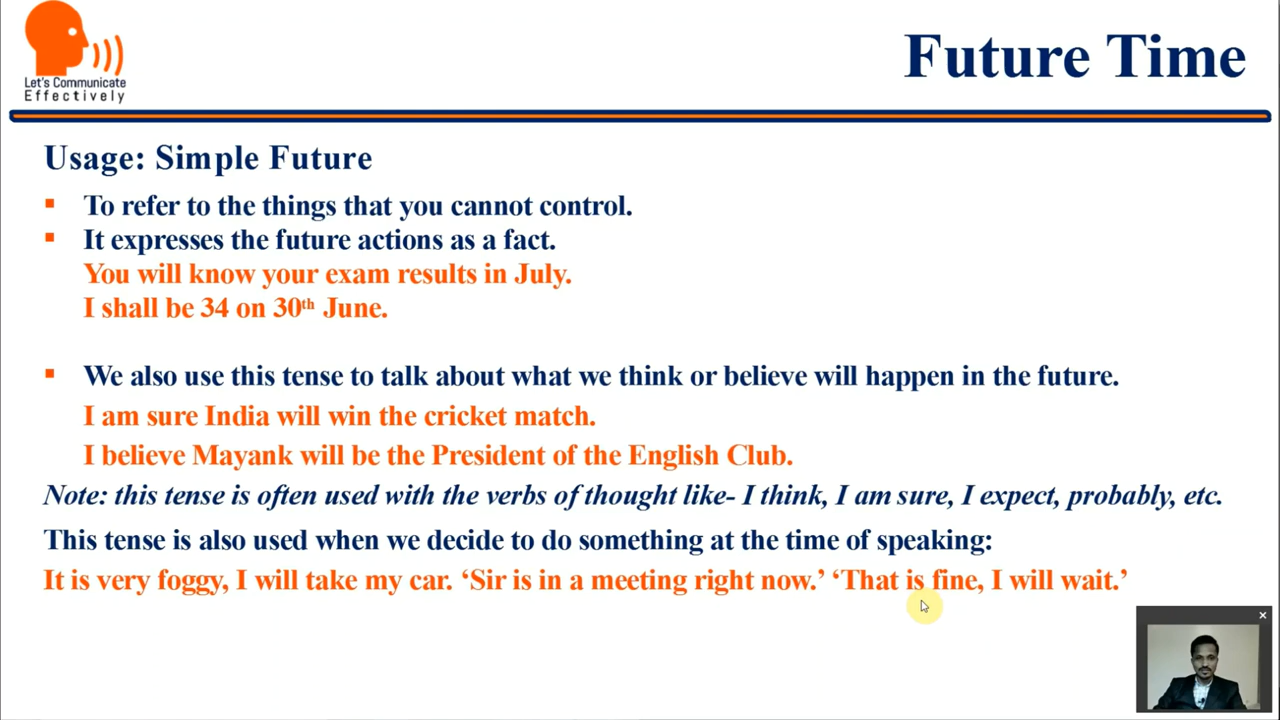 Let's Communicate
Effectively
Future Time
Usage: Simple Future
▪ To refer to the things that you cannot control.
▪ It expresses the future actions as a fact.
You will know your exam results in July.
I shall be 34 on 30th June.
▪ We also use this tense to talk about what we think or believe will happen in the future.
I am sure India will win the cricket match.
I believe Mayank will be the President of the English Club.
Note: this tense is often used with the verbs of thought like- I think, I am sure, I expect, probably, etc.
This tense is also used when we decide to do something at the time of speaking:
It is very foggy, I will take my car. ‘Sir is in a meeting right now.’ ‘That is fine, I will wait.’